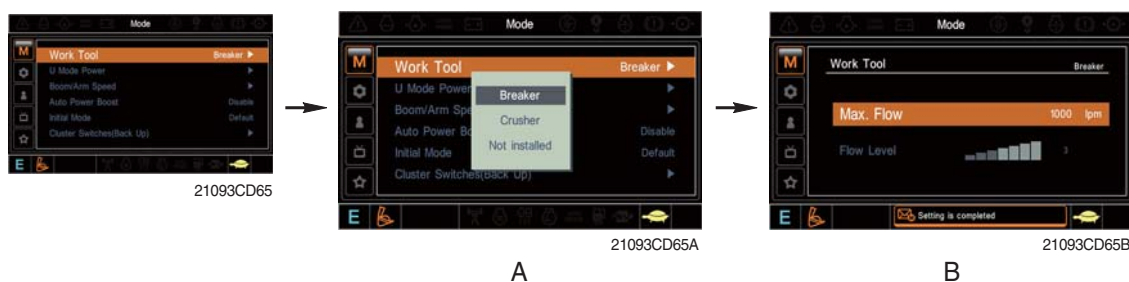 Mode
M
Work Tool Breaker
U Mode Power
Boom/Arm Speed
Auto Power Boost Disable
Initial Mode Default
Cluster Switches(Back Up)
E
21093CD65
Mode
M
Work Tool Breaker
U Mode Power
Boom/Arm Spe
Auto Power Bo Disable
Initial Mode Default
Cluster Switches(Back Up)
Breaker
Crusher
Not installed
E
21093CD65A
A
Mode
M
Work Tool Breaker
Max. Flow 1000 lpm
Flow Level 3
E
Setting is completed
21093CD65B
B